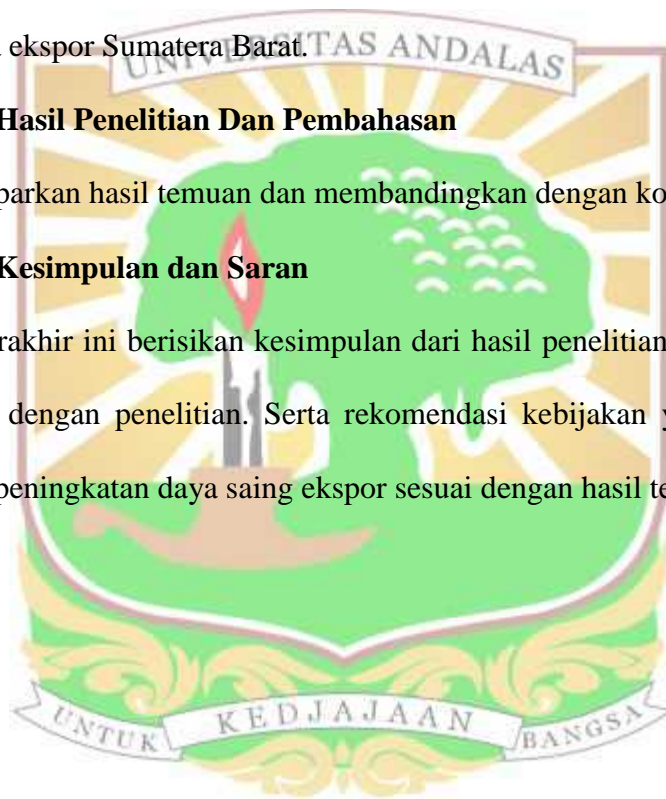 ekspor Sumatera Barat.
UNIVERSITAS ANDALAS
Hasil Penelitian Dan Pembahasan
parkan hasil temuan dan membandingkan dengan ko
Kesimpulan dan Saran
rakhir ini berisikan kesimpulan dari hasil penelitian
dengan penelitian. Serta rekomendasi kebijakan y
peningkatan daya saing ekspor sesuai dengan hasil te
UNTUK KEDJAJAAN BANGSA